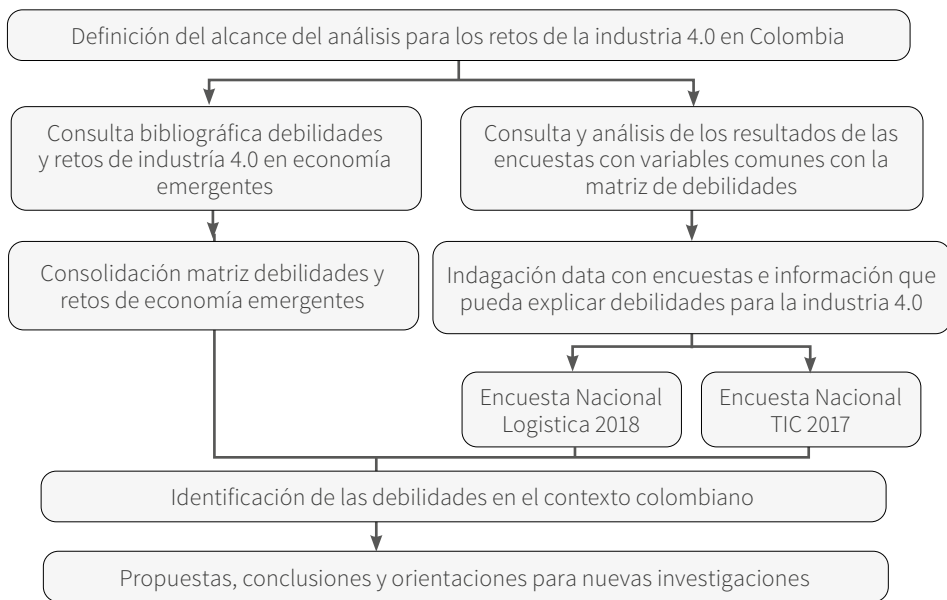 Definición del alcance del análisis para los retos de la industria 4.0 en Colombia
Consulta bibliográfica debilidades
y retos de industría 4.0 en economía
emergentes
Consulta y análisis de los resultados de las
encuestas con variables comunes con la
matriz de debilidades
Consolidación matriz debilidades y
retos de economía emergentes
Indagación data con encuestas e información que
pueda explicar debilidades para la industria 4.0
Encuesta Nacional
Logistica 2018
Encuesta Nacional
TIC 2017
Identificación de las debilidades en el contexto colombiano
Propuestas, conclusiones y orientaciones para nuevas investigaciones